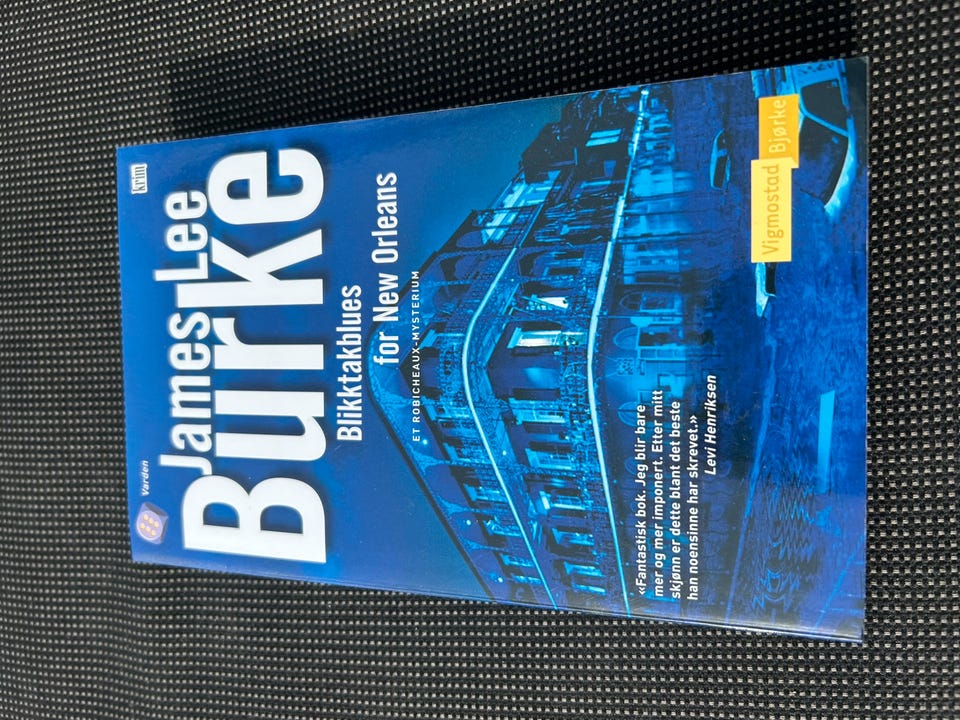 Varden
krim
James Lee
Burke
Blikktakblues
for New Orleans
ET ROBICHEAUX-MYSTERIUM
«Fantastisk bok. Jeg blir bare
mer og mer imponert. Etter mitt
skjønn er dette blant det beste
han noensinne har skrevet.»
Levi Henriksen
Vigmostad
Bjørke